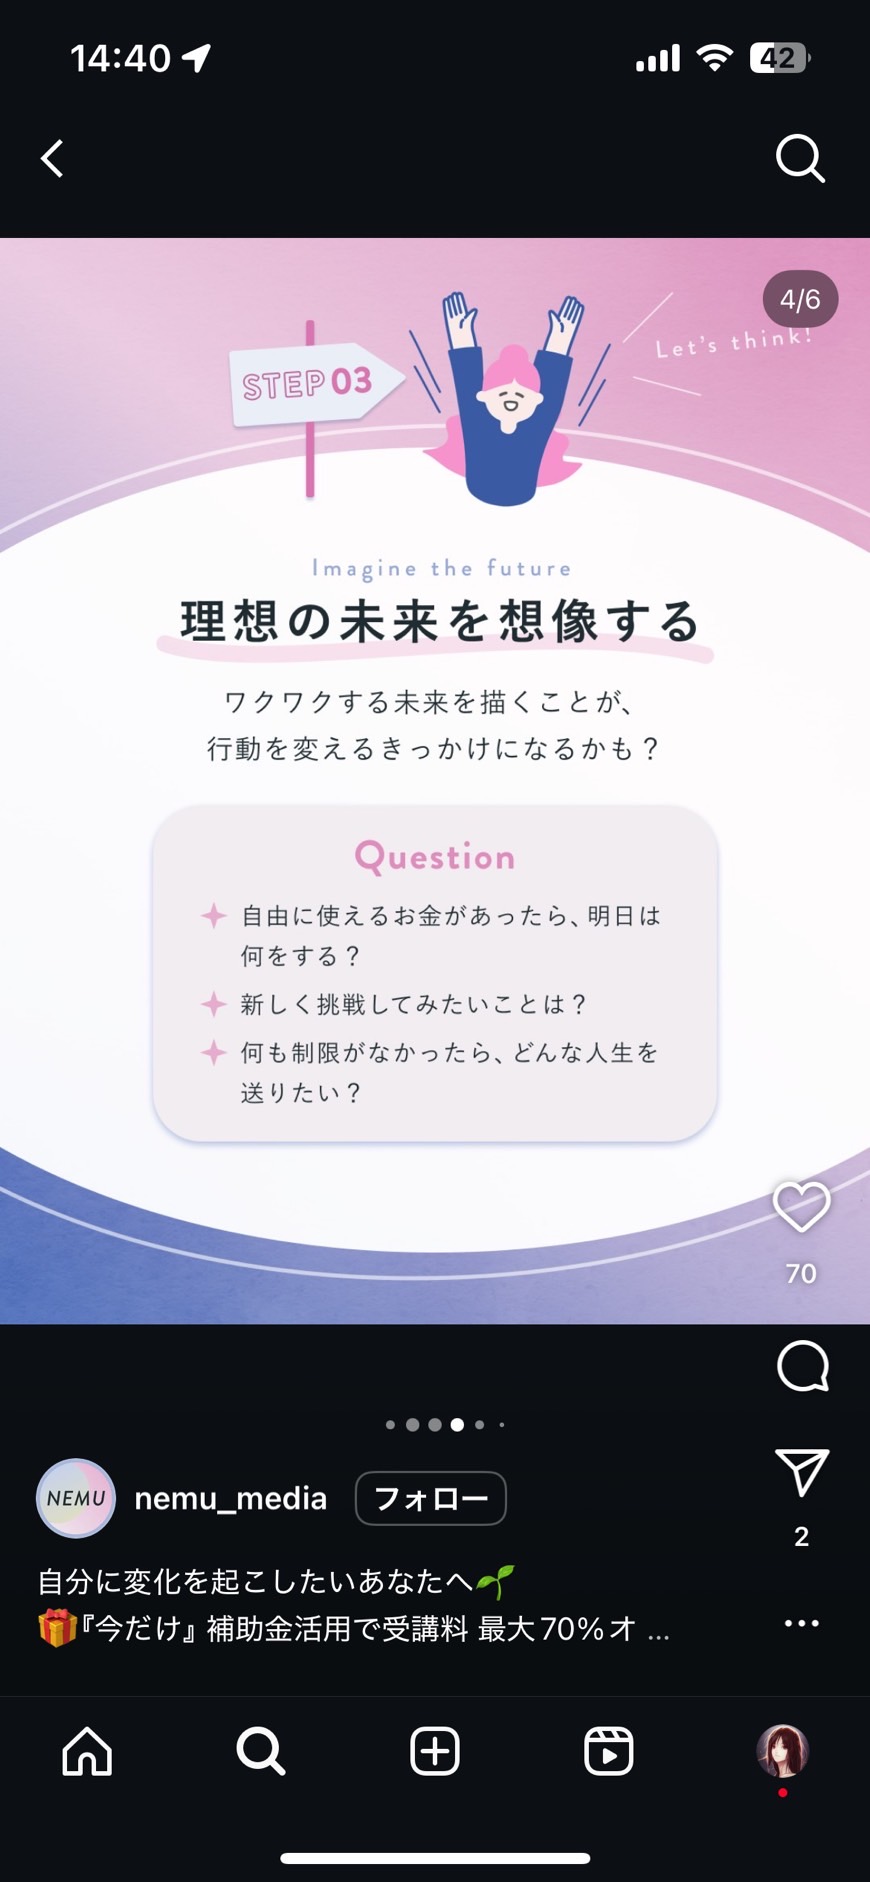 14:40
42
4/6
Let's think!
STEP 03
Imagine the future
理想の未来を想像する
ワクワクする未来を描くことが、
行動を変えるきっかけになるかも？
Question
自由に使えるお金があったら、明日は
何をする？
新しく挑戦してみたいことは？
何も制限がなかったら、どんな人生を
送りたい？
70
NEMU
nemu_media
フォロー
2
自分に変化を起こしたいあなたへ🌱
🎁『今だけ』補助金活用で受講料 最大70%オ ...